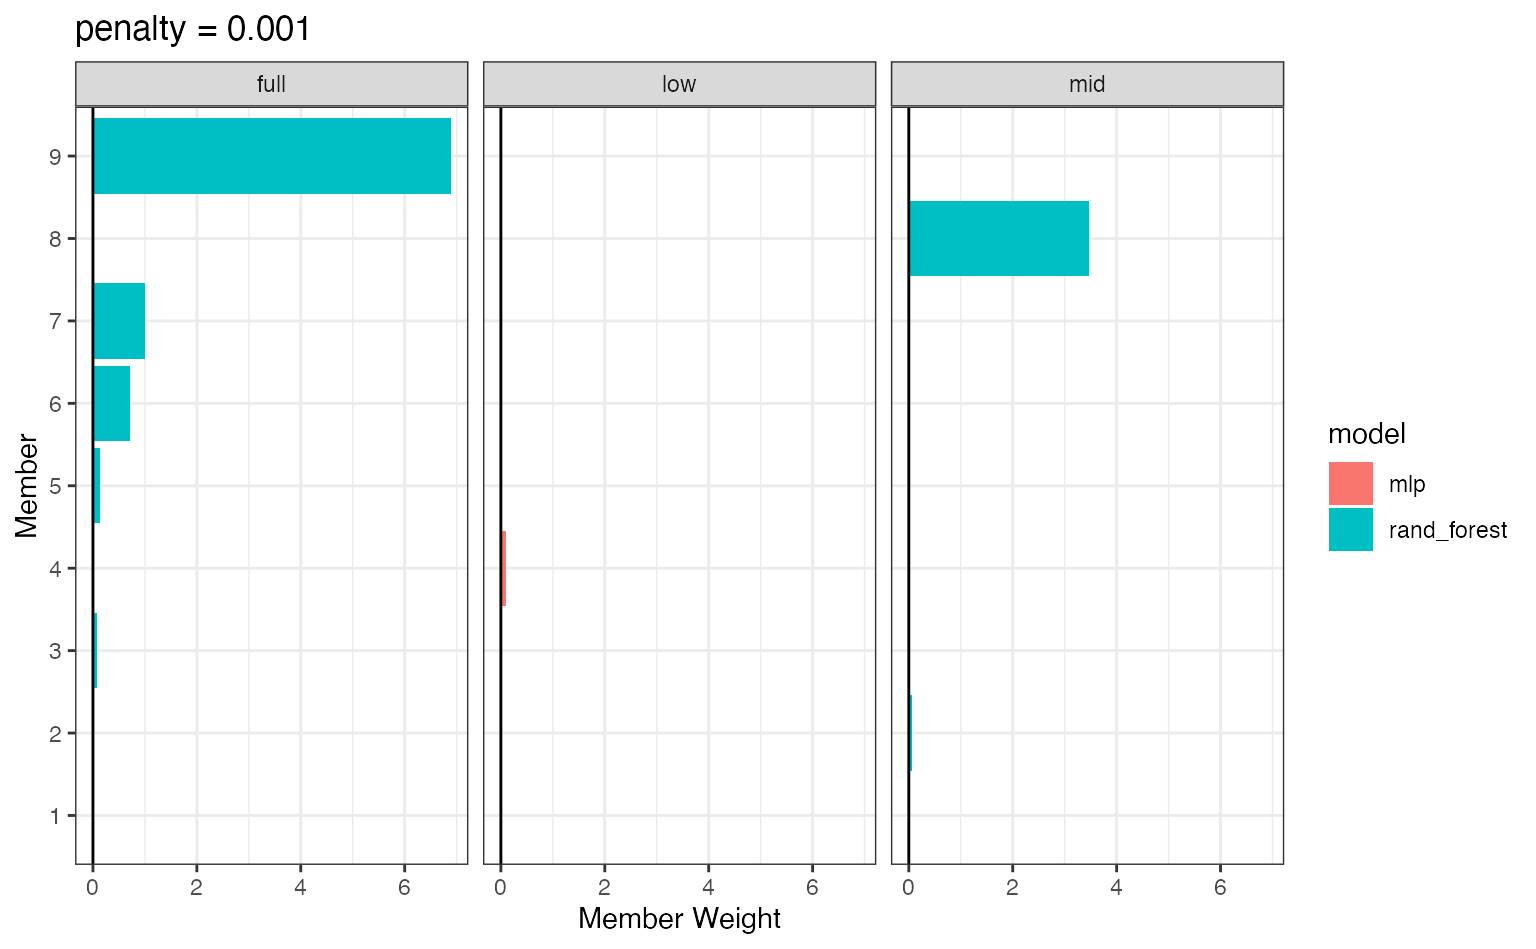 penalty = 0.001
full low mid
9
8
7
6
5
4
3
2
1
Member
0 2 4 6 0 2 4 6 0 2 4 6
Member Weight
model
mlp
rand_forest